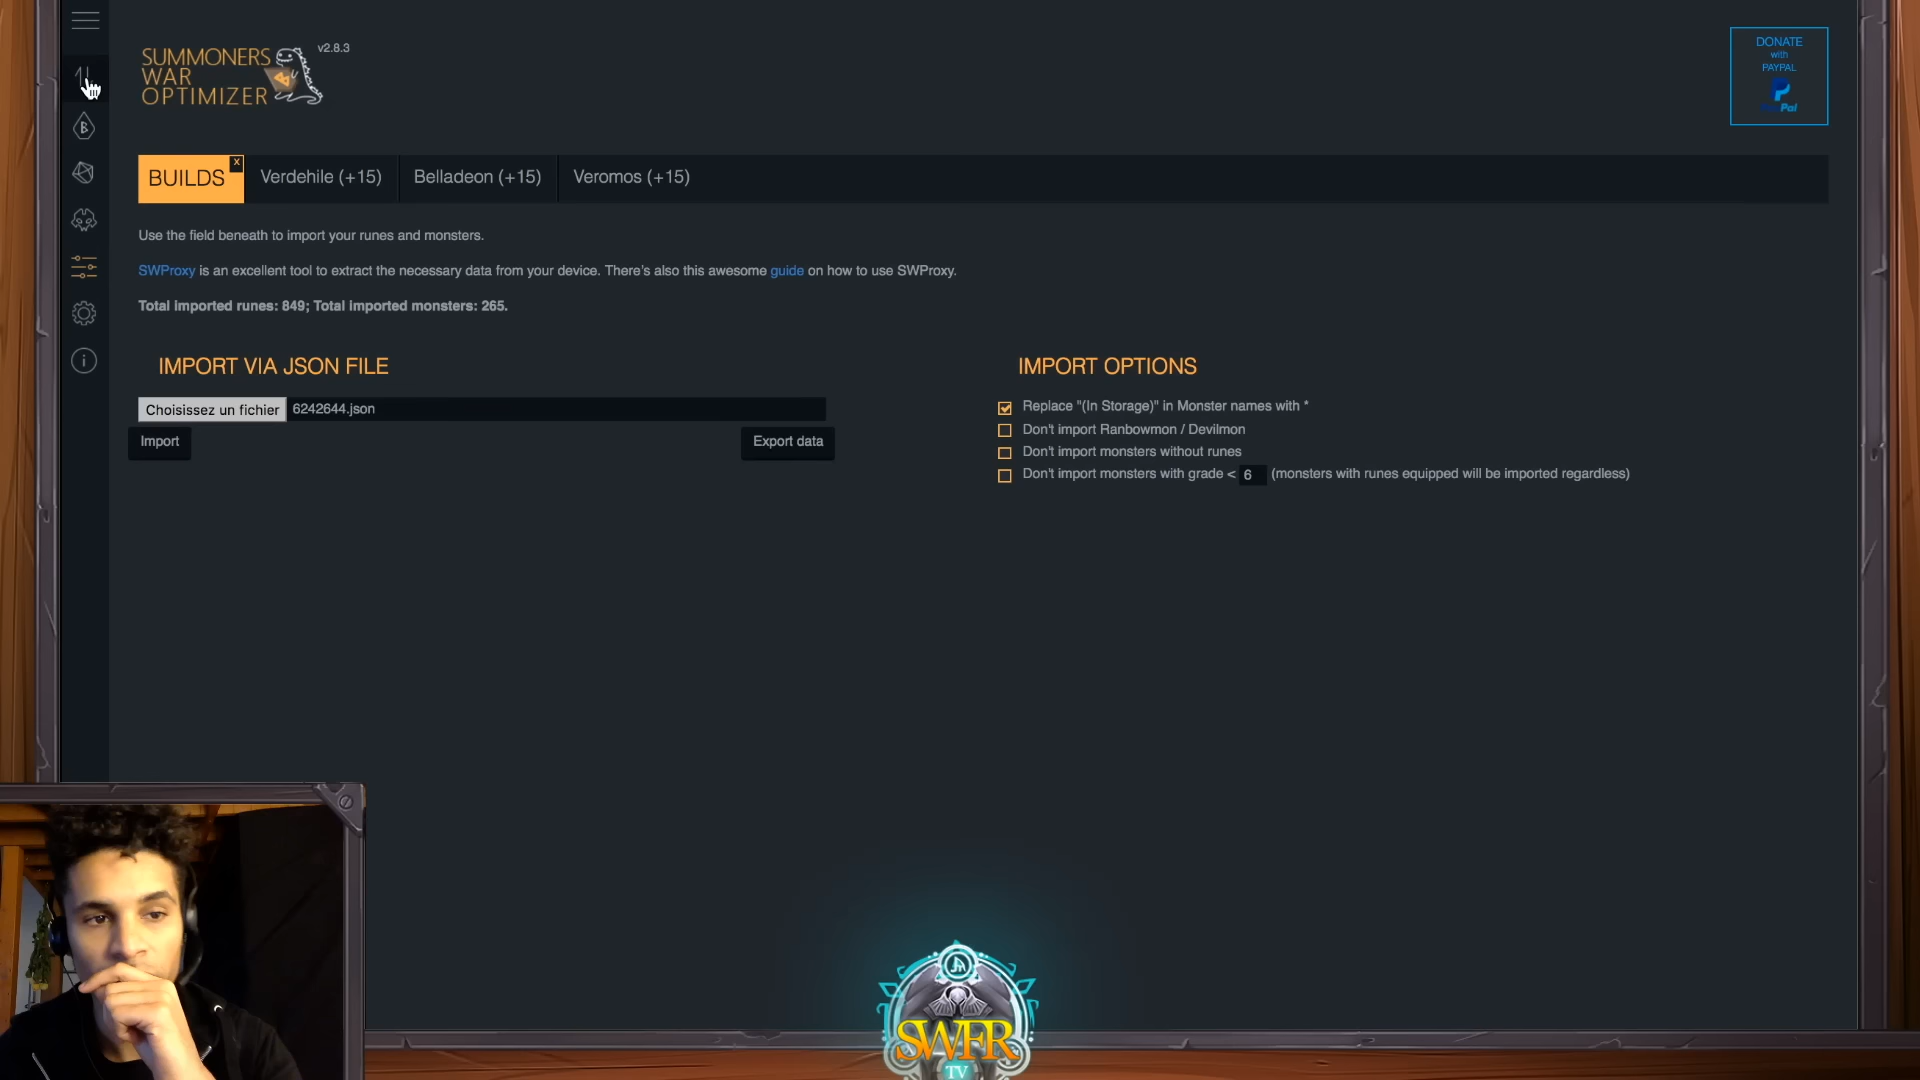 SUMMONERS
WAR
OPTIMIZER
v2.8.3
DONATE
with
PAYPAL
Pal
BUILDS x
Verdehile (+15)
Belladeon (+15)
Veromos (+15)
Use the field beneath to import your runes and monsters.
SWProxy is an excellent tool to extract the necessary data from your device. There's also this awesome guide on how to use SWProxy.
Total imported runes: 849; Total imported monsters: 265.
IMPORT VIA JSON FILE
Choisissez un fichier 6242644.json
Import
Export data
IMPORT OPTIONS
Replace "(In Storage)" in Monster names with *
Don't import Ranbowmon / Devilmon
Don't import monsters without runes
Don't import monsters with grade < 6 (monsters with runes equipped will be imported regardless)
SWFR
TV